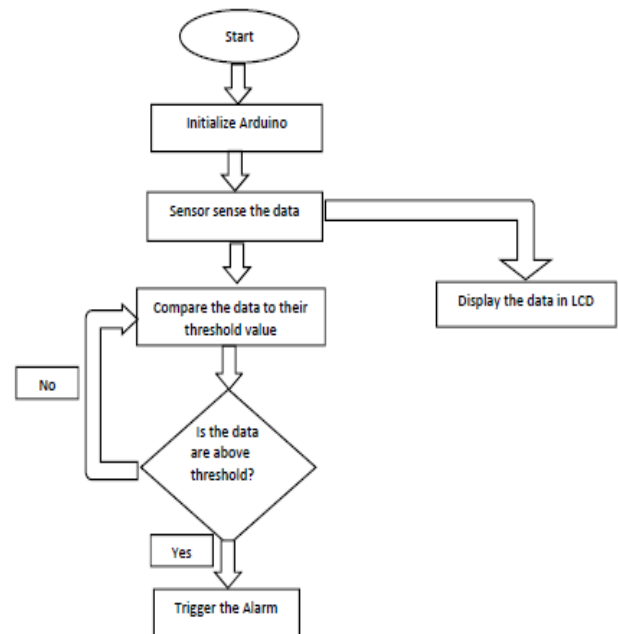 Start
Initialize Arduino
Sensor sense the data
Display the data in LCD
Compare the data to their
threshold value
No
Is the data
are above
threshold?
Yes
Trigger the Alarm